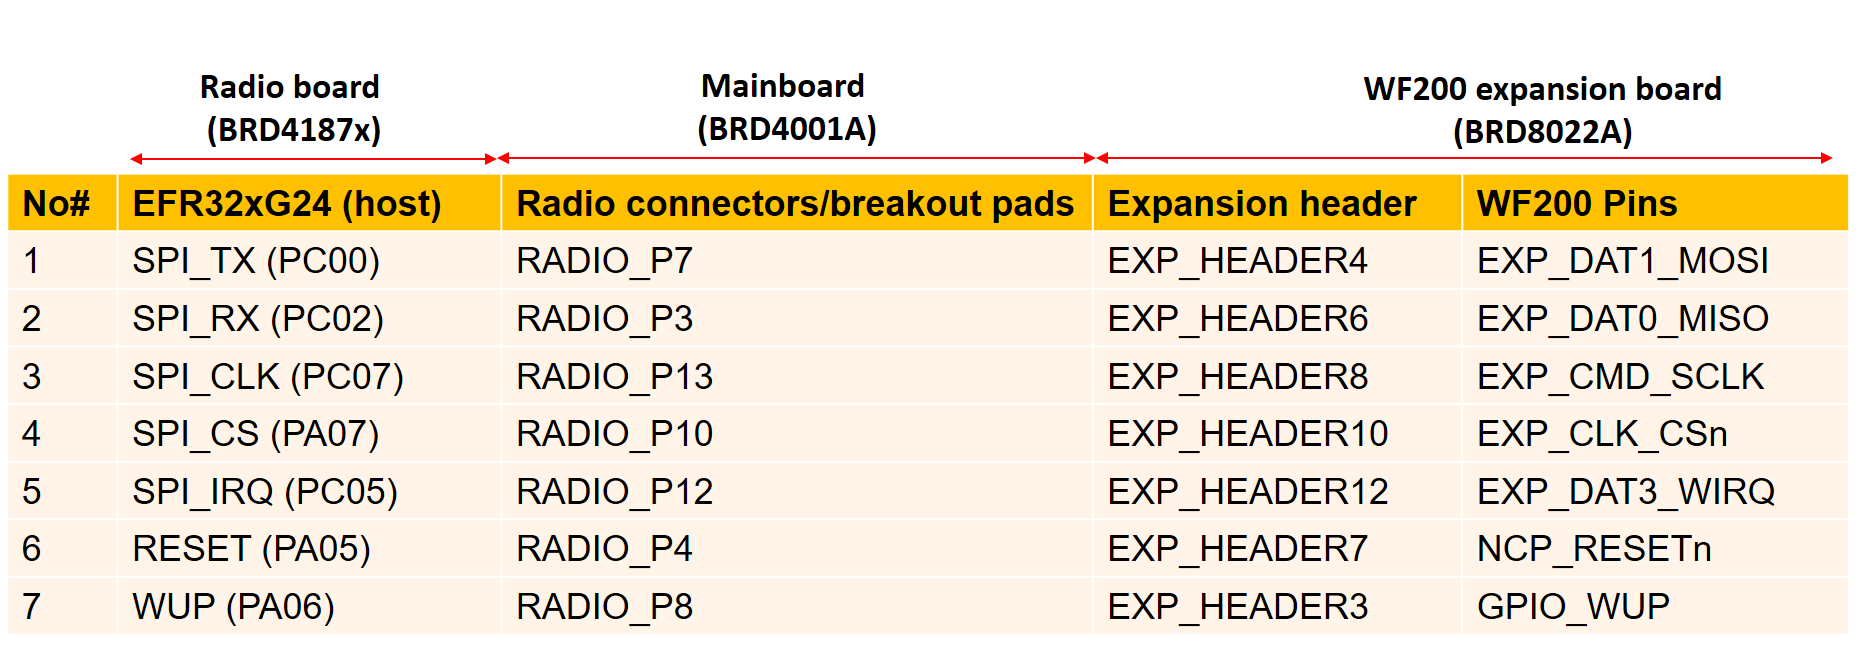 Radio board
(BRD4187x)
Mainboard
(BRD4001A)
WF200 expansion board
(BRD8022A)
No# EFR32xG24 (host) Radio connectors/breakout pads Expansion header WF200 Pins
1 SPI_TX (PC00) RADIO_P7 EXP_HEADER4 EXP_DAT1_MOSI
2 SPI_RX (PC02) RADIO_P3 EXP_HEADER6 EXP_DAT0_MISO
3 SPI_CLK (PC07) RADIO_P13 EXP_HEADER8 EXP_CMD_SCLK
4 SPI_CS (PA07) RADIO_P10 EXP_HEADER10 EXP_CLK_CSn
5 SPI_IRQ (PC05) RADIO_P12 EXP_HEADER12 EXP_DAT3_WIRQ
6 RESET (PA05) RADIO_P4 EXP_HEADER7 NCP_RESETn
7 WUP (PA06) RADIO_P8 EXP_HEADER3 GPIO_WUP